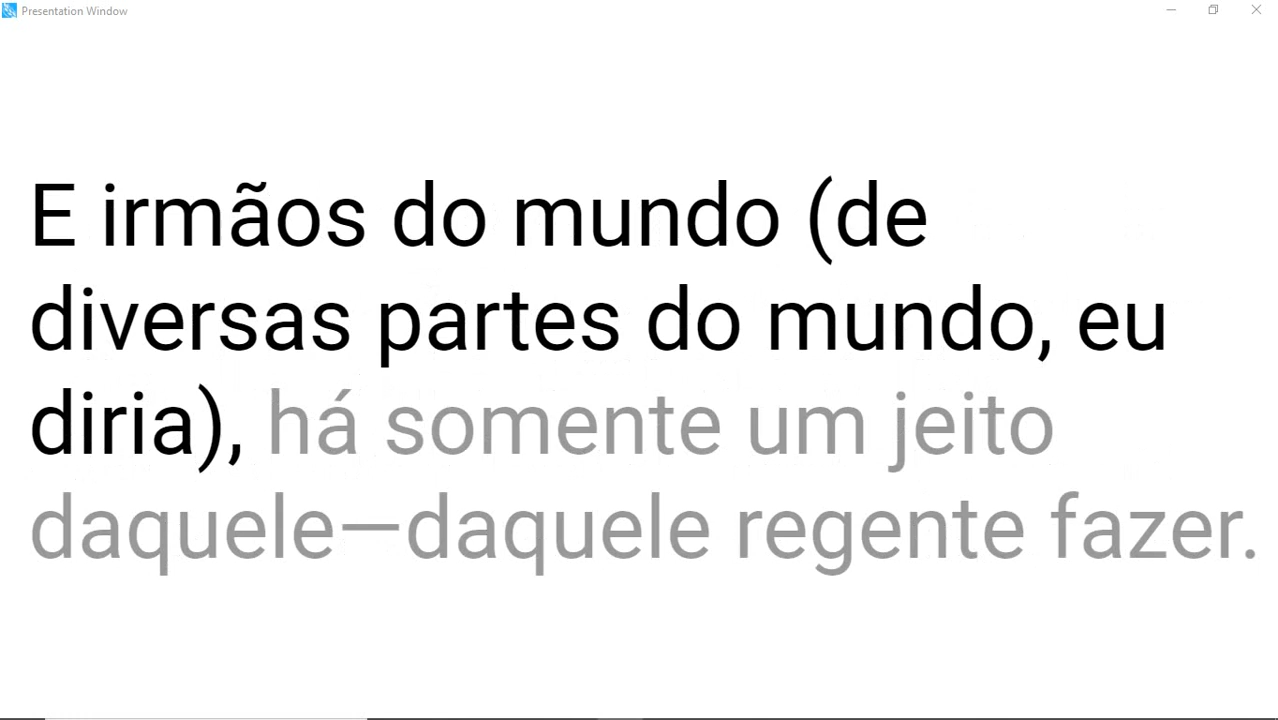 Presentation Window
E irmãos do mundo (de
diversas partes do mundo, eu
diria), há somente um jeito
daquele—daquele regente fazer.